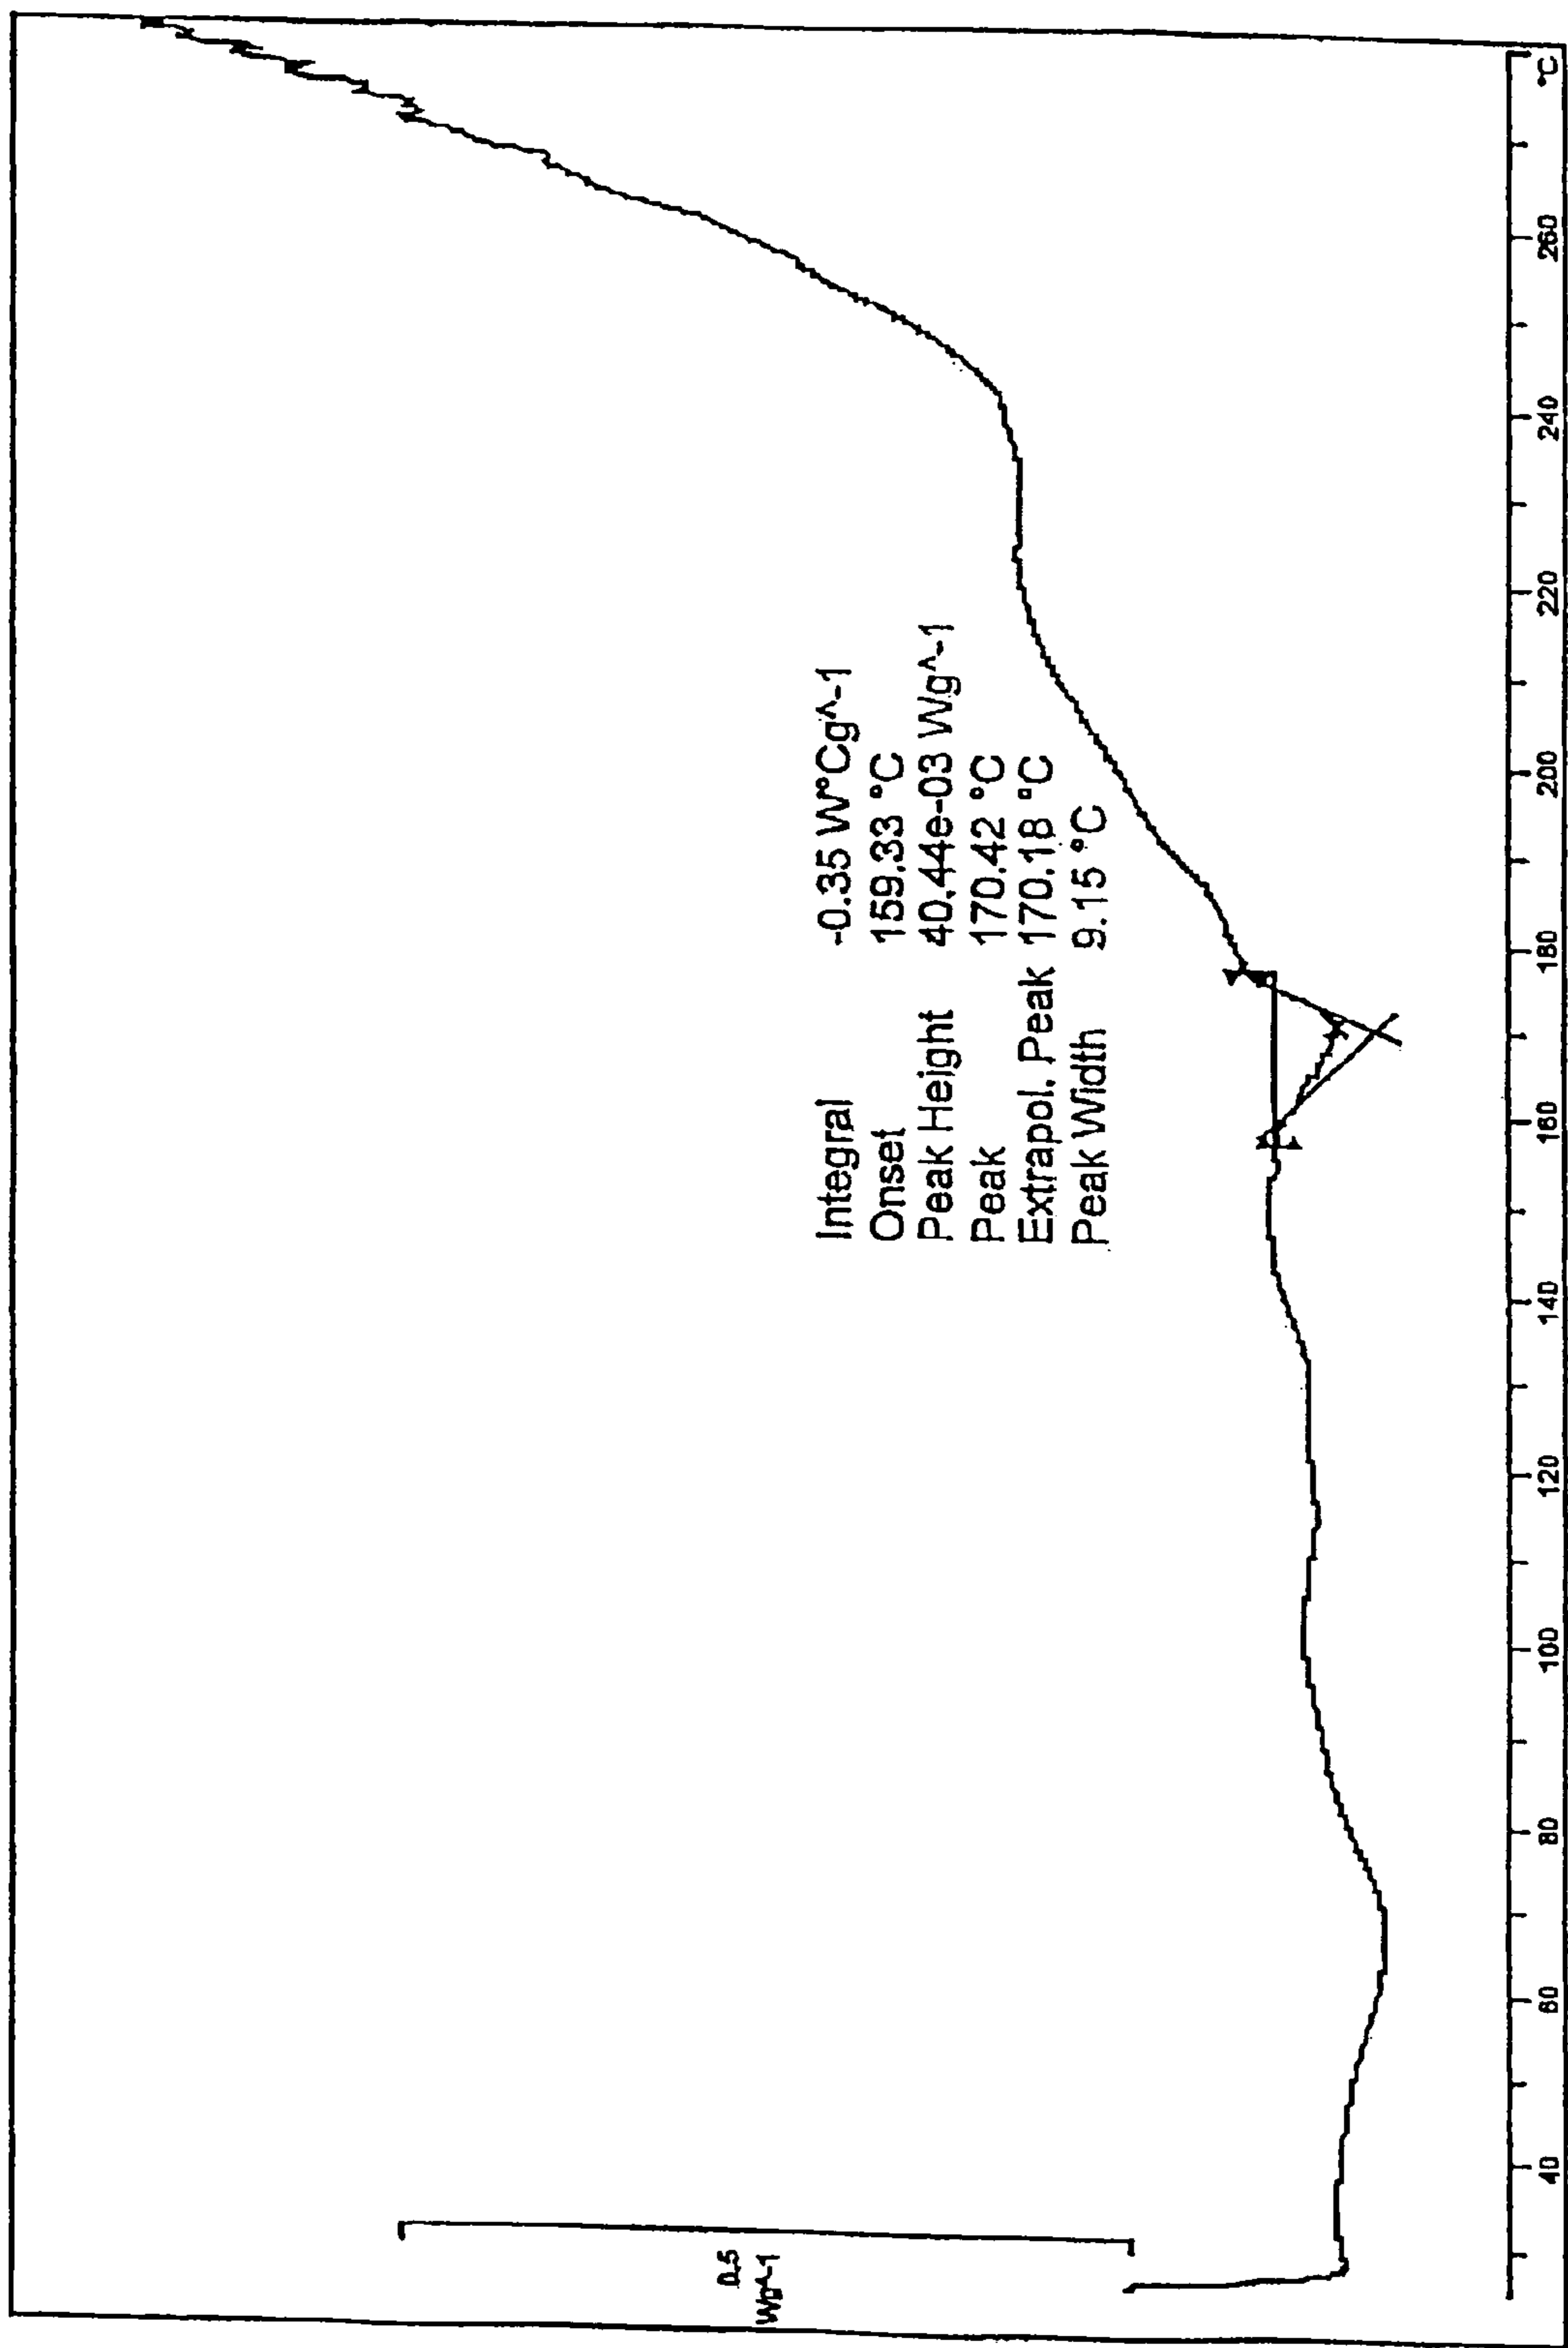 0.5
Wg^-1
Integral -0.35 W°Cg^-1
Onset 159.33 °C
Peak Height 40.44e-03 Wg^-1
Peak 170.42 °C
Extrapol. Peak 170.18 °C
Peak Width 9.15 °C
40 60 80 100 120 140 160 180 200 220 240 260 °C